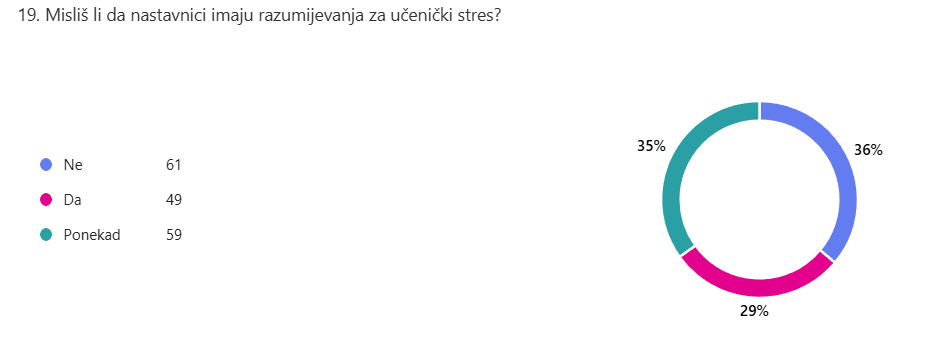 19. Misliš li da nastavnici imaju razumijevanja za učenički stres?
Ne 61
Da 49
Ponekad 59
35%
36%
29%